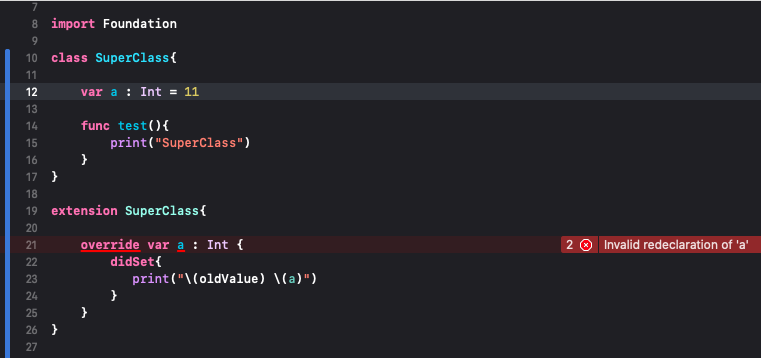 7
8 import Foundation
9
10 class SuperClass{
11
12     var a : Int = 11
13
14     func test(){
15         print("SuperClass")
16     }
17 }
18
19 extension SuperClass{
20
21     override var a : Int { 2 Invalid redeclaration of 'a'
22         didSet{
23            print("\(oldValue) \(a)")
24         }
25     }
26 }
27